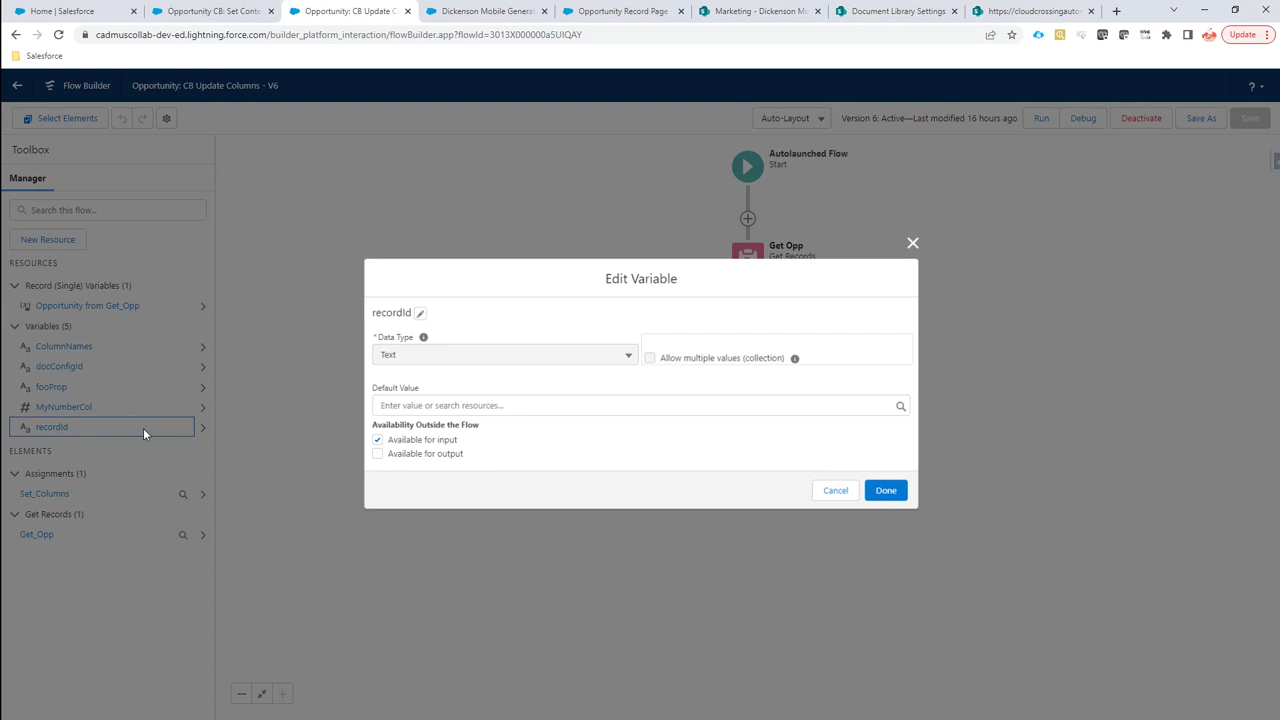 Home | Salesforce
Opportunity CB: Set Conte
Opportunity: CB Update C
Dickenson Mobile Generat
Opportunity Record Page
Marketing - Dickenson Mo
Document Library Settings
https://cloudcrossingautor
cadmuscollab-dev-ed.lightning.force.com/builder_platform_interaction/flowBuilder.app?flowId=3013X000000a5UIQAY
Update
Salesforce
Flow Builder
Opportunity: CB Update Columns - V6
?
Select Elements
Auto-Layout
Version 6: Active—Last modified 16 hours ago
Run
Debug
Deactivate
Save As
Save
Toolbox
Manager
Search this flow...
New Resource
RESOURCES
Record (Single) Variables (1)
Opportunity from Get_Opp
Variables (5)
ColumnNames
docConfigId
fooProp
MyNumberCol
recordId
ELEMENTS
Assignments (1)
Set_Columns
Get Records (1)
Get_Opp
Autolaunched Flow
Start
Get Opp
Get Records
Edit Variable
recordId
*Data Type
Text
Allow multiple values (collection)
Default Value
Enter value or search resources...
Availability Outside the Flow
Available for input
Available for output
Cancel
Done